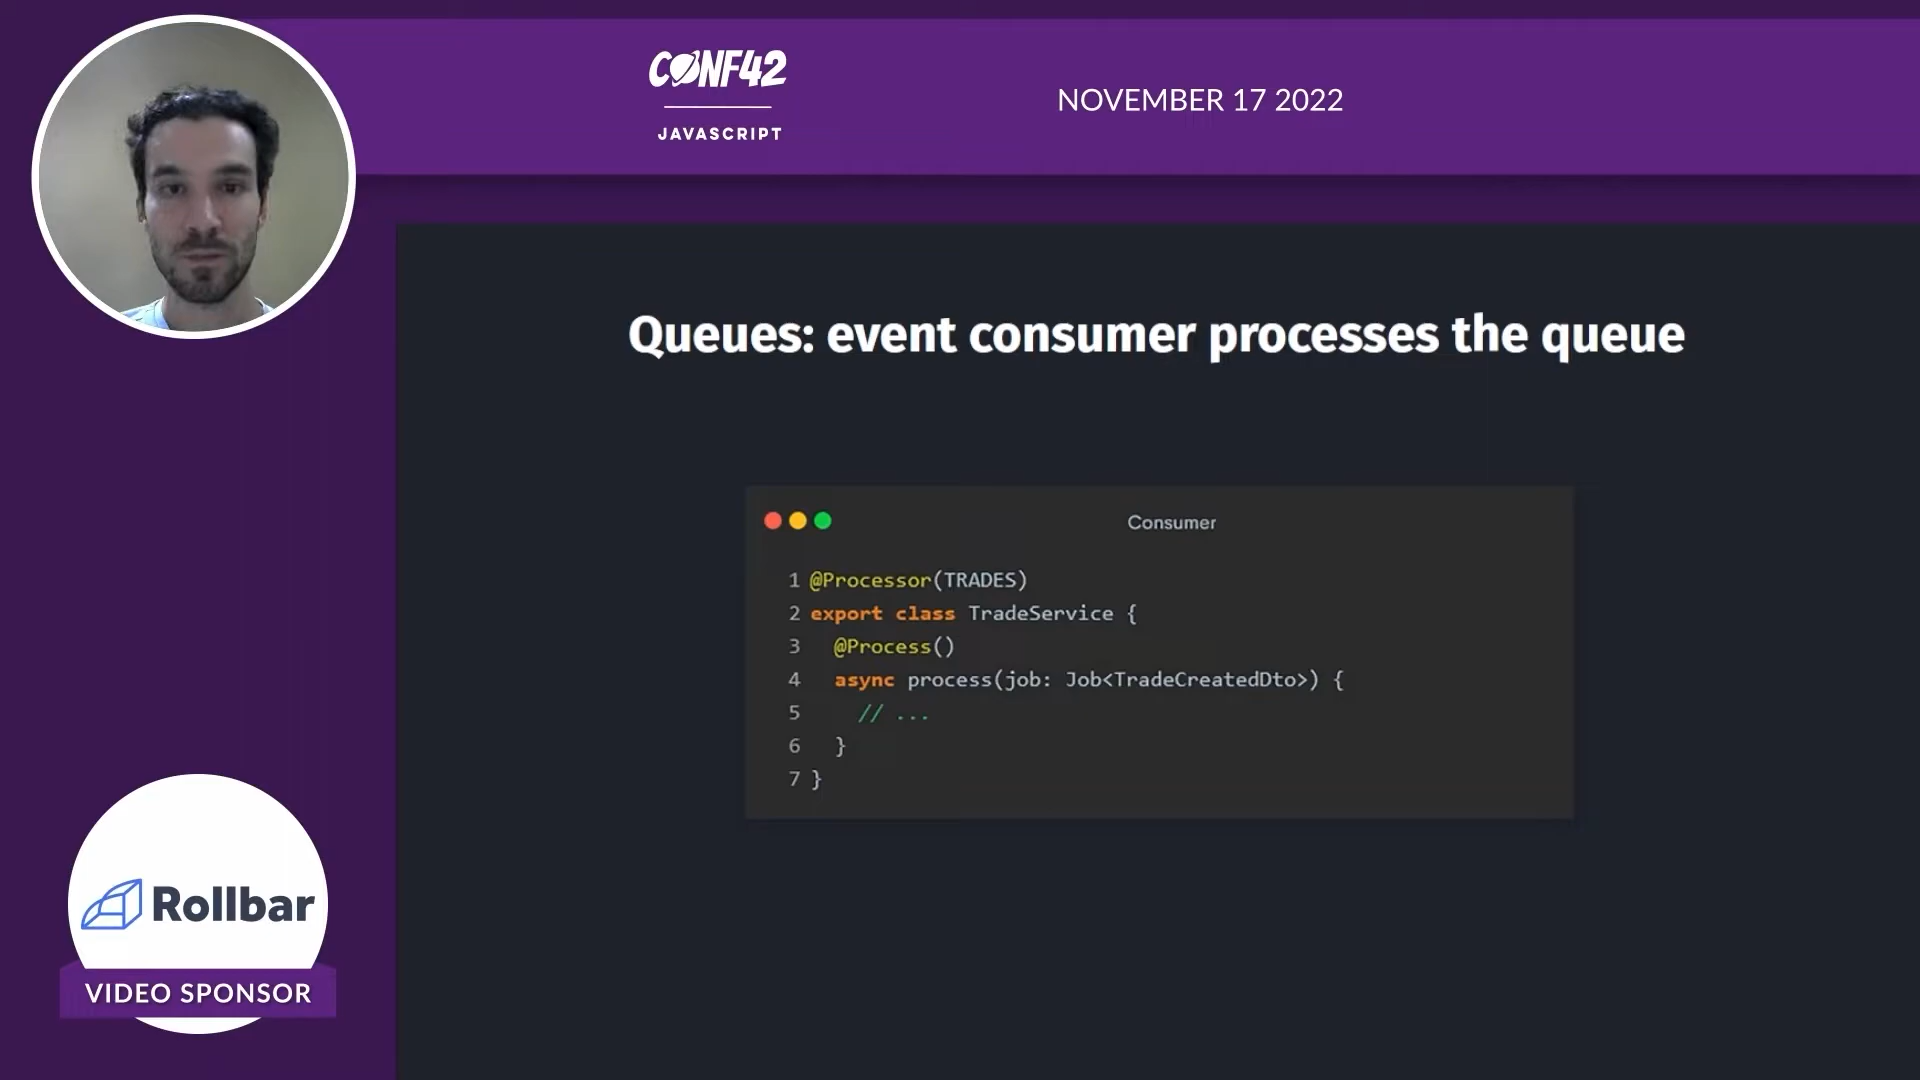 CONF42
JAVASCRIPT
NOVEMBER 17 2022
Queues: event consumer processes the queue
Consumer
1 @Processor(TRADES)
2 export class TradeService {
3   @Process()
4   async process(job: Job<TradeCreatedDto>) {
5     // ...
6   }
7 }
Rollbar
VIDEO SPONSOR